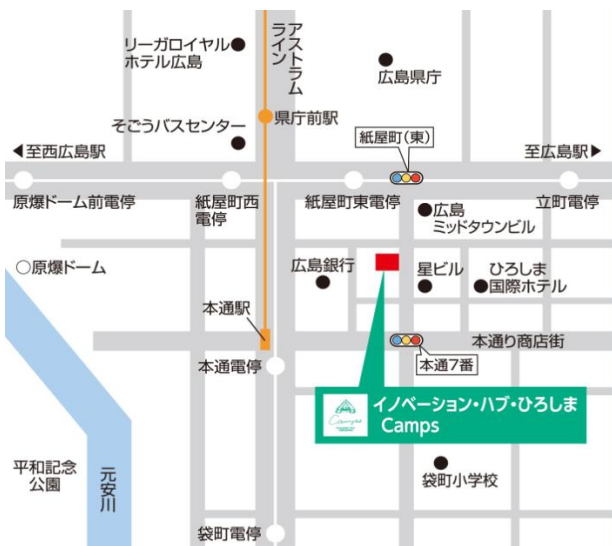 リーガロイヤル
ホテル広島
アストラム
ライン
広島県庁
県庁前駅
そごうバスセンター
紙屋町(東)
◀至西広島駅
至広島駅▶
原爆ドーム前電停
紙屋町西
電停
紙屋町東電停
立町電停
広島
ミッドタウンビル
原爆ドーム
広島銀行
星ビル
ひろしま
国際ホテル
本通駅
本通り商店街
本通電停
本通7番
イノベーション・ハブ・ひろしま
Camps
Camps
平和記念
公園
元安川
袋町小学校
袋町電停